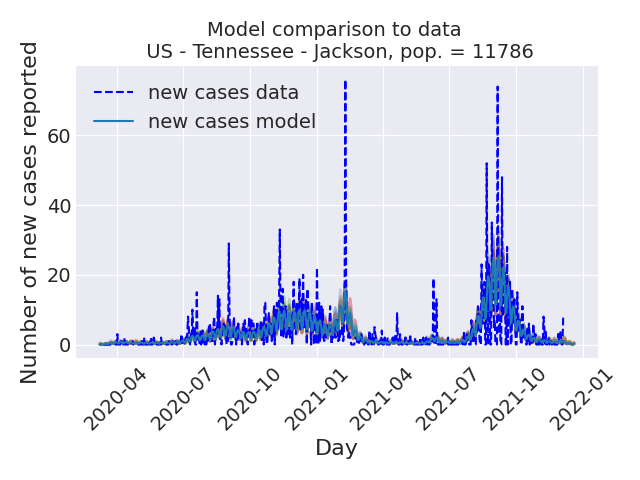 Model comparison to data
US - Tennessee - Jackson, pop. = 11786
new cases data
new cases model
Number of new cases reported
60
40
20
0
2020-04
2020-07
2020-10
2021-01
2021-04
2021-07
2021-10
2022-01
Day